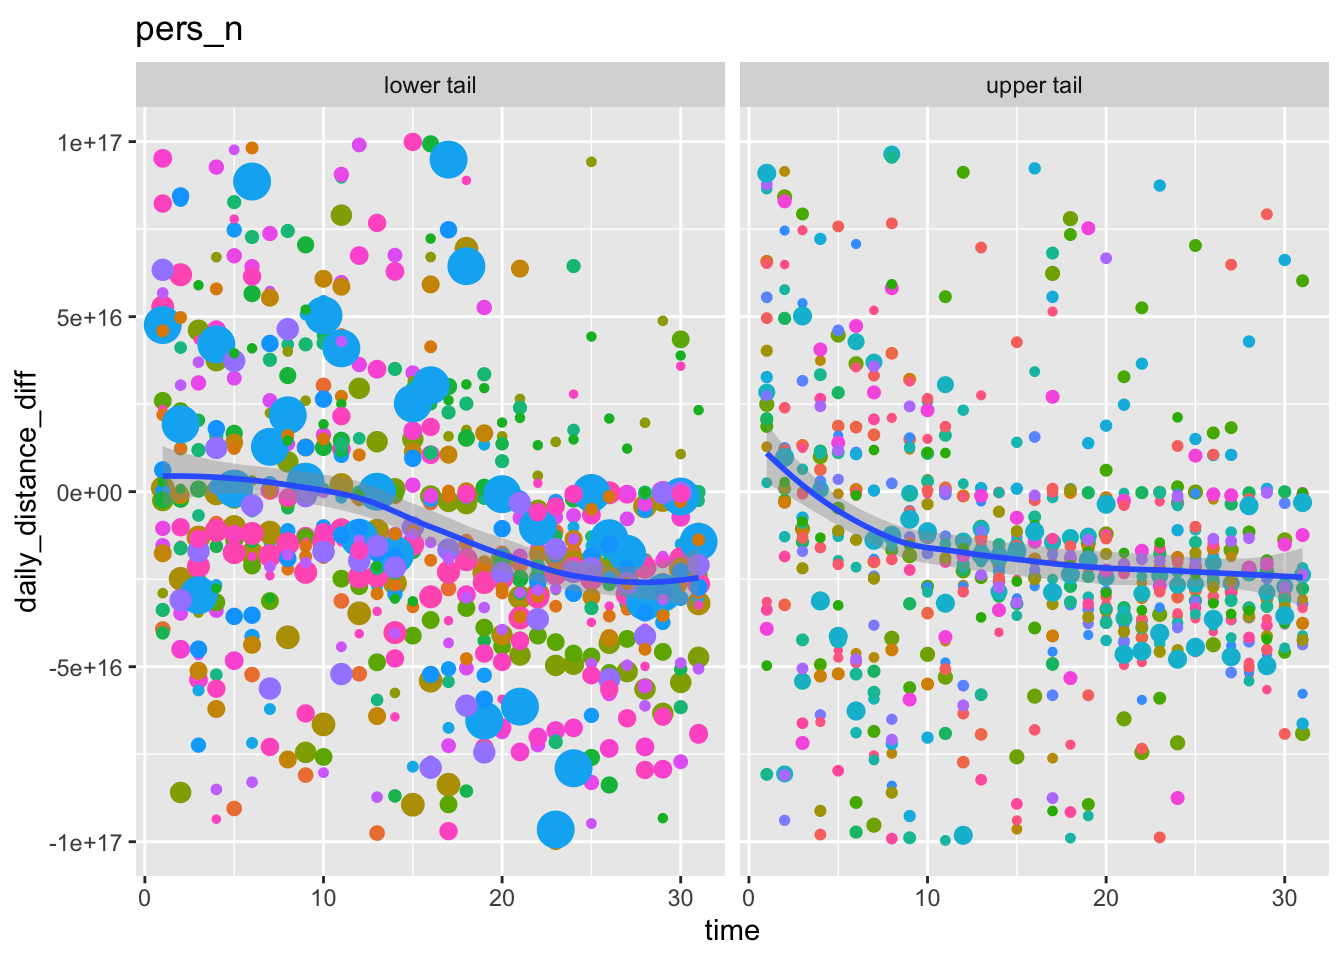 pers_n
lower tail
upper tail
daily_distance_diff
1e+17
5e+16
0e+00
-5e+16
-1e+17
0 10 20 30
0 10 20 30
time